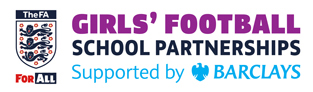 The FA
FOR ALL
GIRLS' FOOTBALL
SCHOOL PARTNERSHIPS
Supported by BARCLAYS